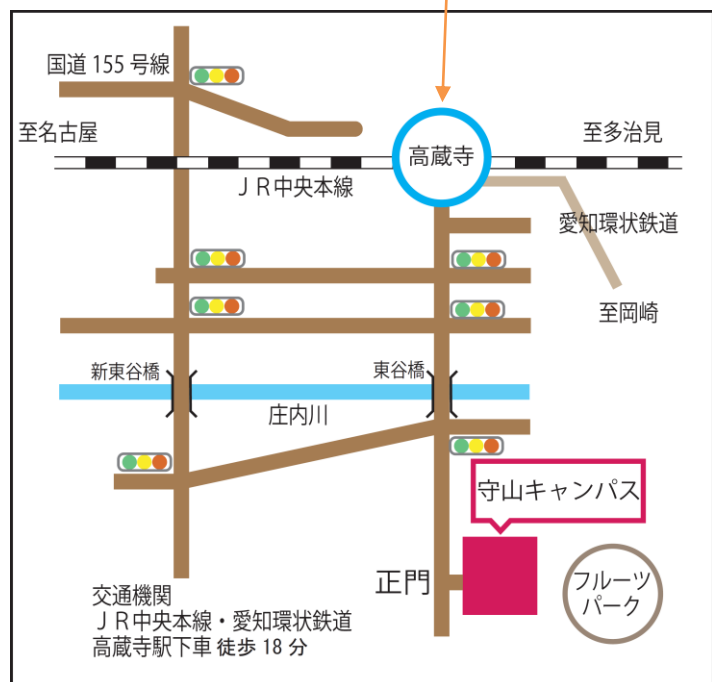 国道 155 号線
至名古屋
高蔵寺
至多治見
ＪＲ中央本線
愛知環状鉄道
至岡崎
新東谷橋
東谷橋
庄内川
守山キャンパス
正門
フルーツ
パーク
交通機関
ＪＲ中央本線・愛知環状鉄道
高蔵寺駅下車 徒歩 18 分